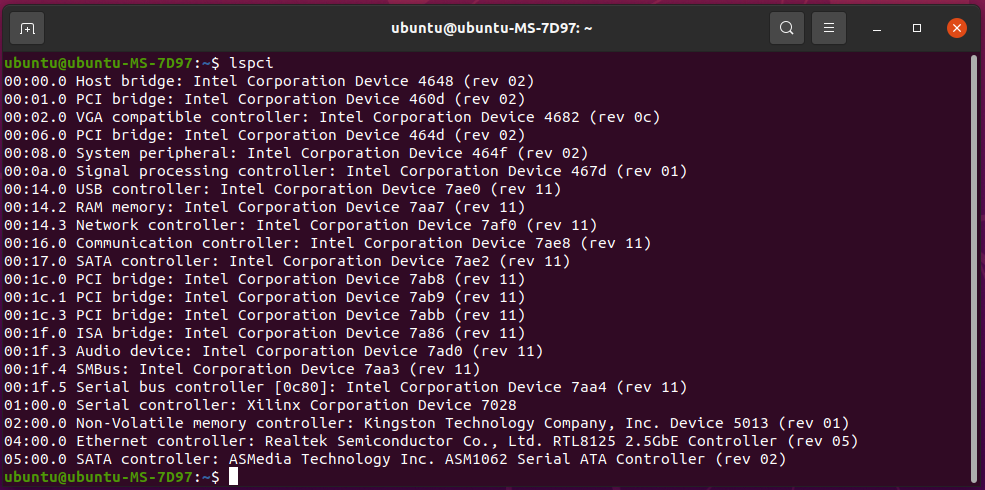 ubuntu@ubuntu-MS-7D97: ~
ubuntu@ubuntu-MS-7D97:~$ lspci
00:00.0 Host bridge: Intel Corporation Device 4648 (rev 02)
00:01.0 PCI bridge: Intel Corporation Device 460d (rev 02)
00:02.0 VGA compatible controller: Intel Corporation Device 4682 (rev 0c)
00:06.0 PCI bridge: Intel Corporation Device 464d (rev 02)
00:08.0 System peripheral: Intel Corporation Device 464f (rev 02)
00:0a.0 Signal processing controller: Intel Corporation Device 467d (rev 01)
00:14.0 USB controller: Intel Corporation Device 7ae0 (rev 11)
00:14.2 RAM memory: Intel Corporation Device 7aa7 (rev 11)
00:14.3 Network controller: Intel Corporation Device 7af0 (rev 11)
00:16.0 Communication controller: Intel Corporation Device 7ae8 (rev 11)
00:17.0 SATA controller: Intel Corporation Device 7ae2 (rev 11)
00:1c.0 PCI bridge: Intel Corporation Device 7ab8 (rev 11)
00:1c.1 PCI bridge: Intel Corporation Device 7ab9 (rev 11)
00:1c.3 PCI bridge: Intel Corporation Device 7abb (rev 11)
00:1f.0 ISA bridge: Intel Corporation Device 7a86 (rev 11)
00:1f.3 Audio device: Intel Corporation Device 7ad0 (rev 11)
00:1f.4 SMBus: Intel Corporation Device 7aa3 (rev 11)
00:1f.5 Serial bus controller [0c80]: Intel Corporation Device 7aa4 (rev 11)
01:00.0 Serial controller: Xilinx Corporation Device 7028
02:00.0 Non-Volatile memory controller: Kingston Technology Company, Inc. Device 5013 (rev 01)
04:00.0 Ethernet controller: Realtek Semiconductor Co., Ltd. RTL8125 2.5GbE Controller (rev 05)
05:00.0 SATA controller: ASMedia Technology Inc. ASM1062 Serial ATA Controller (rev 02)
ubuntu@ubuntu-MS-7D97:~$